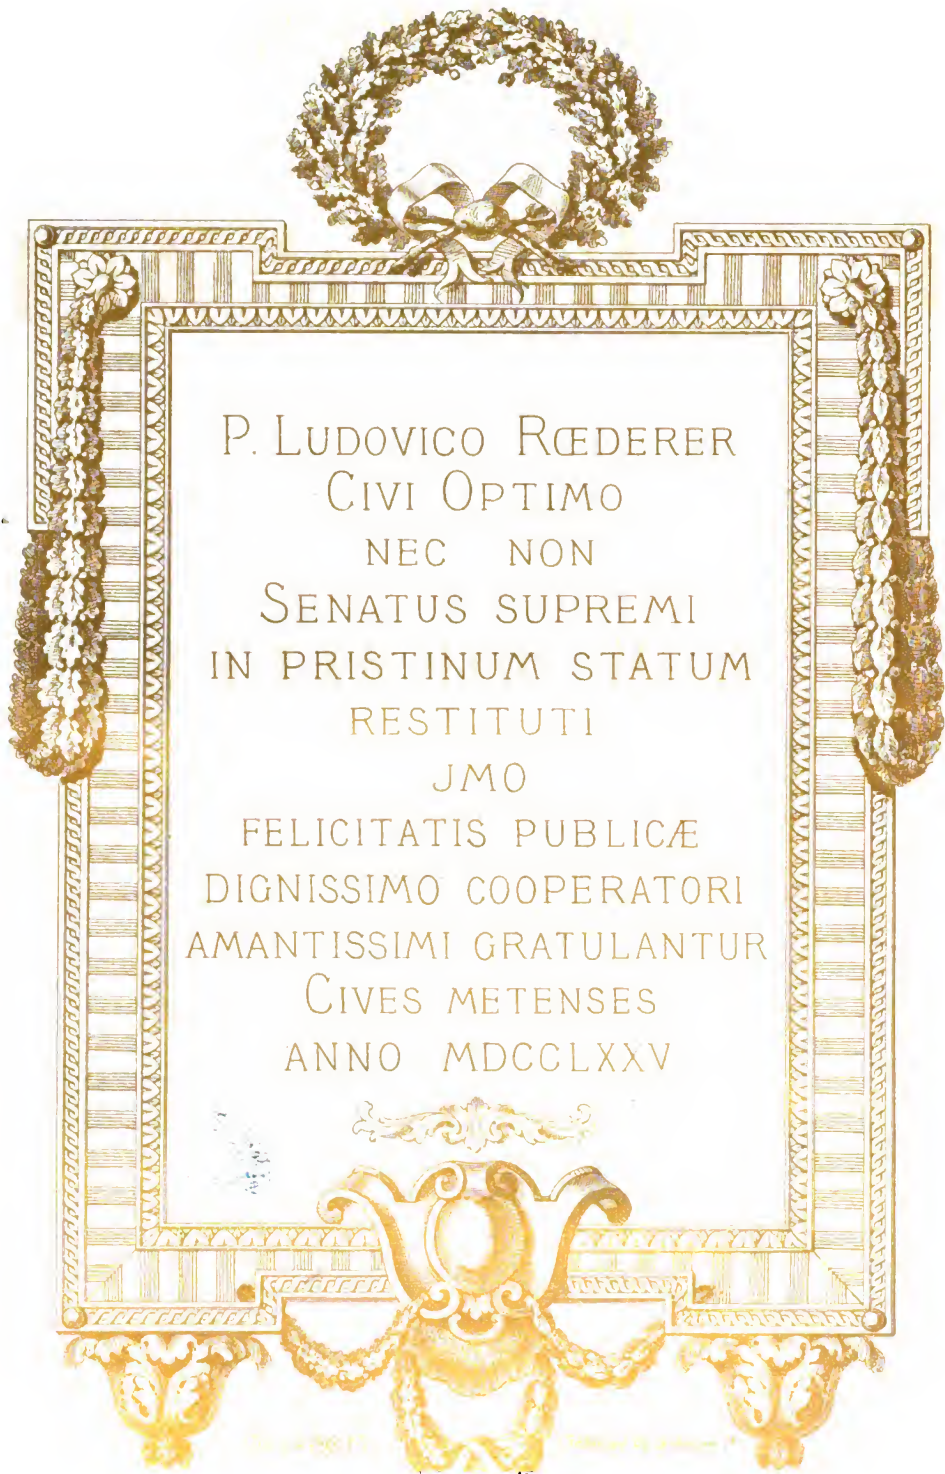 P. LUDOVICO RŒDERER
CIVI OPTIMO
NEC NON
SENATUS SUPREMI
IN PRISTINUM STATUM
RESTITUTI
JMO
FELICITATIS PUBLICÆ
DIGNISSIMO COOPERATORI
AMANTISSIMI GRATULANTUR
CIVES METENSES
ANNO MDCCLXXV